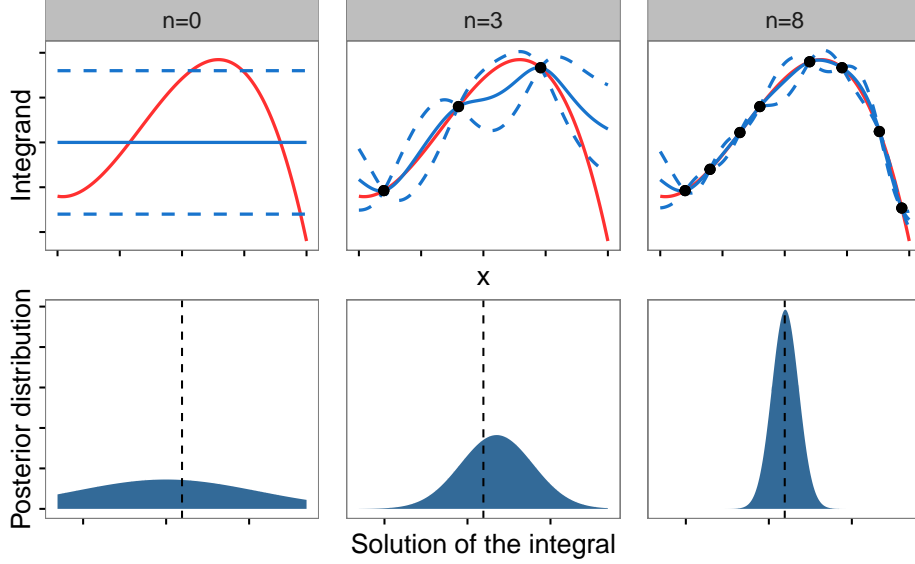 n=0
n=3
n=8
Integrand
x
Posterior distribution
Solution of the integral